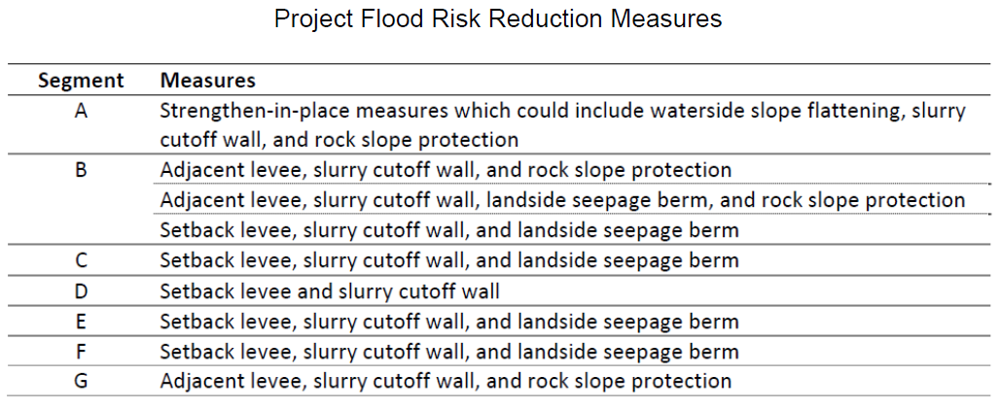 Project Flood Risk Reduction Measures
Segment Measures
A Strengthen-in-place measures which could include waterside slope flattening, slurry
cutoff wall, and rock slope protection
B Adjacent levee, slurry cutoff wall, and rock slope protection
Adjacent levee, slurry cutoff wall, landside seepage berm, and rock slope protection
Setback levee, slurry cutoff wall, and landside seepage berm
C Setback levee, slurry cutoff wall, and landside seepage berm
D Setback levee and slurry cutoff wall
E Setback levee, slurry cutoff wall, and landside seepage berm
F Setback levee, slurry cutoff wall, and landside seepage berm
G Adjacent levee, slurry cutoff wall, and rock slope protection